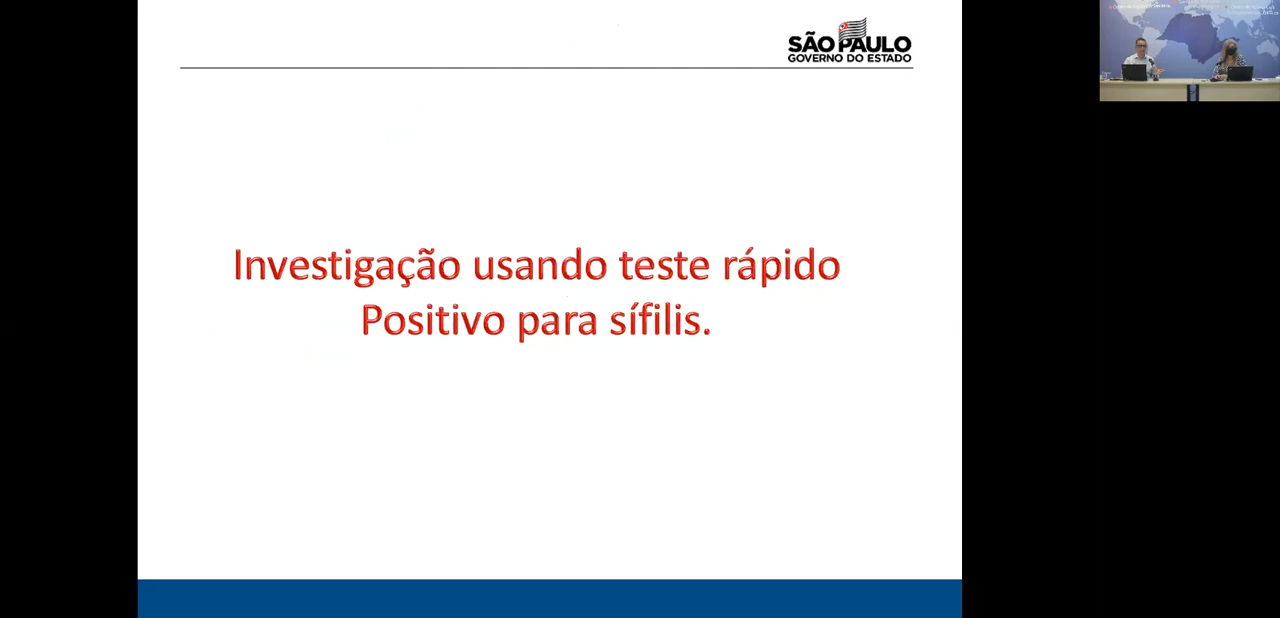 SÃO PAULO
GOVERNO DO ESTADO
Investigação usando teste rápido
Positivo para sífilis.